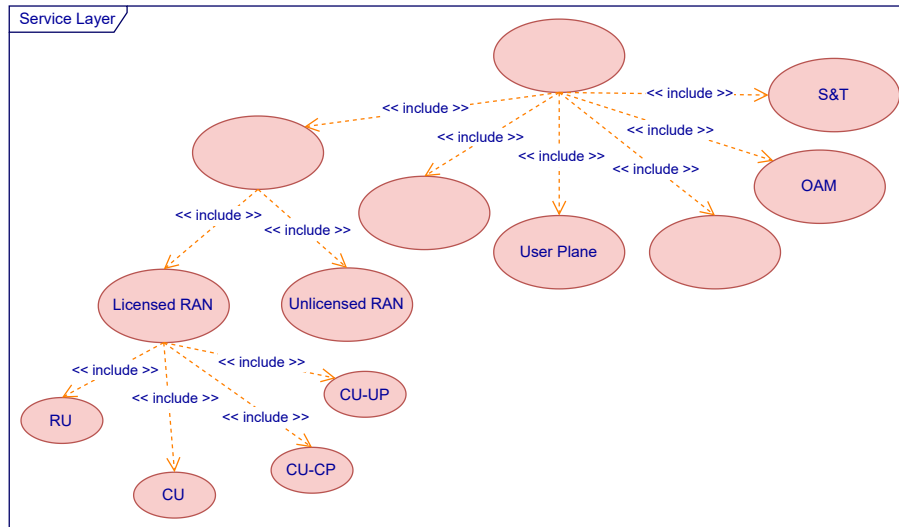 Service Layer
<< include >>
S&T
<< include >>
<< include >>
<< include >>
<< include >>
<< include >>
OAM
<< include >>
<< include >>
User Plane
Licensed RAN
Unlicensed RAN
<< include >>
<< include >>
<< include >>
<< include >>
CU-UP
RU
CU-CP
CU